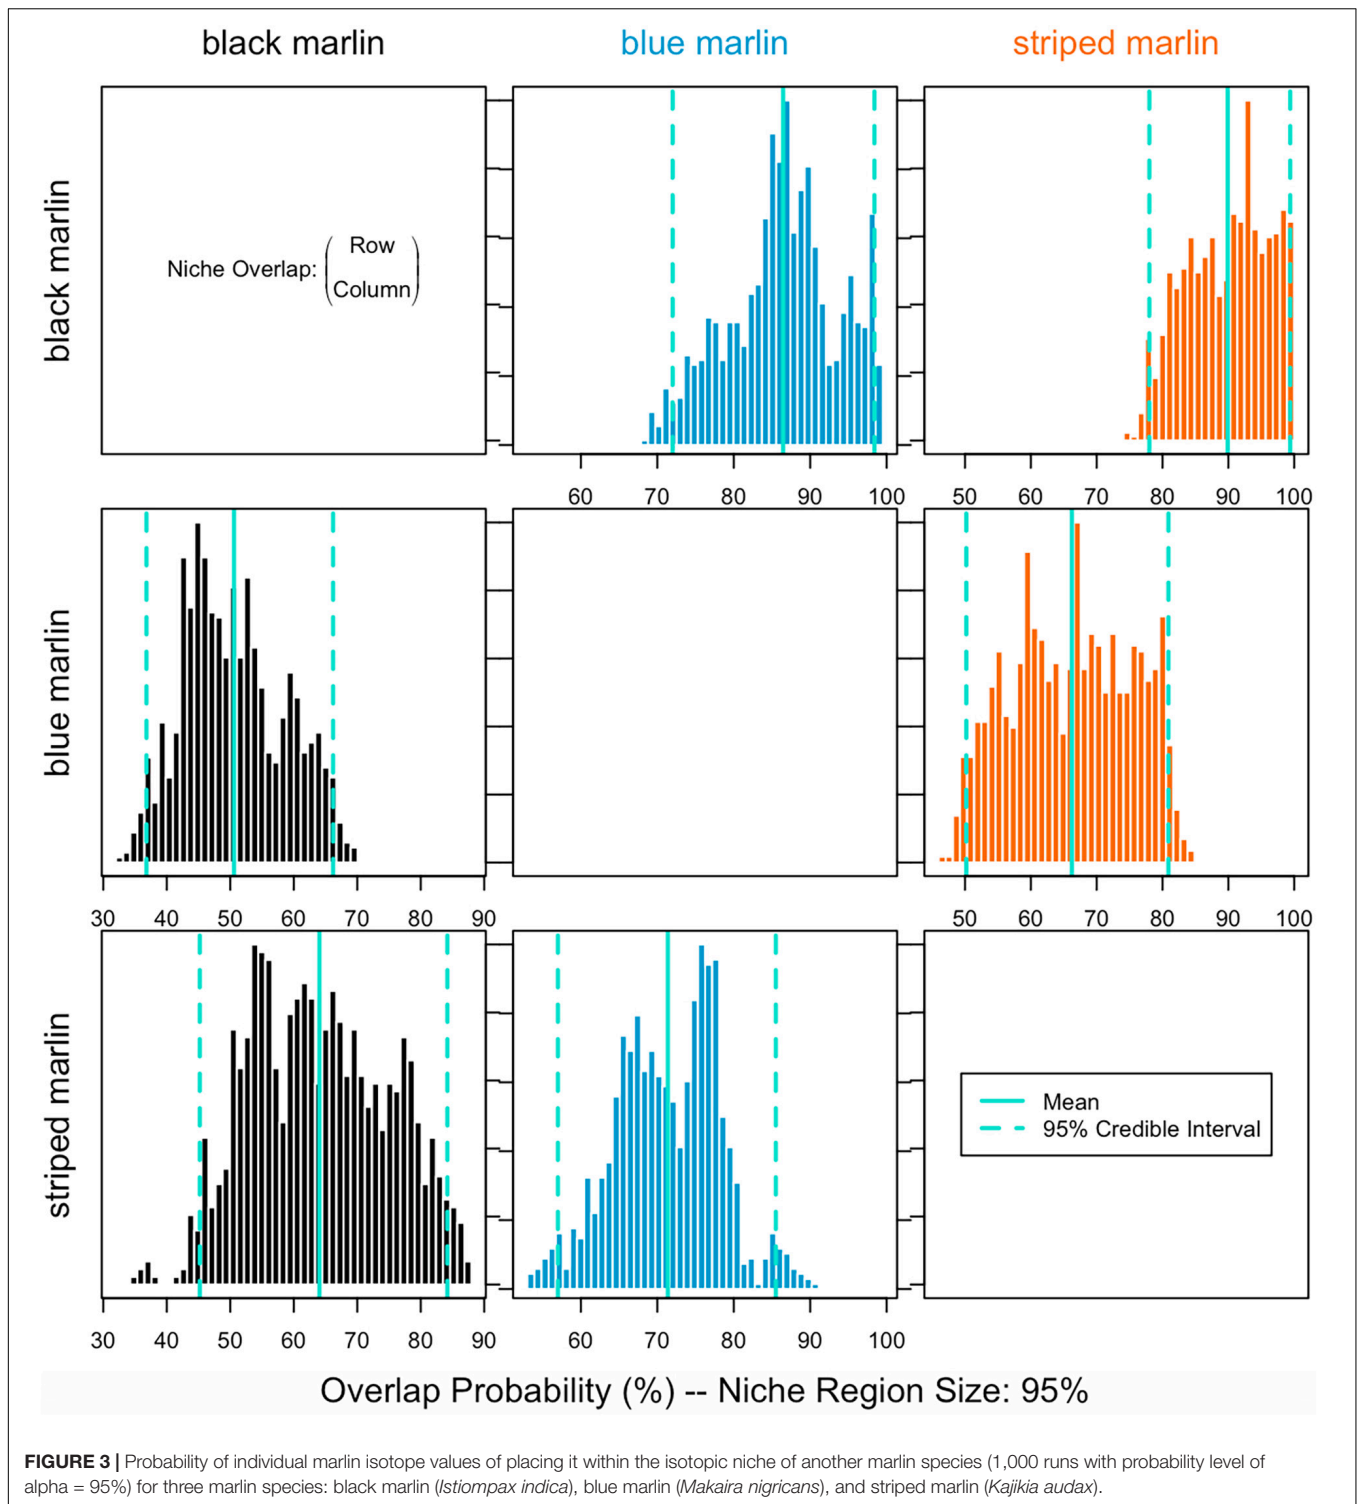 black marlin
blue marlin
striped marlin
black marlin
Niche Overlap: (Row
Column)
60 70 80 90 100
50 60 70 80 90 100
blue marlin
30 40 50 60 70 80 90
50 60 70 80 90 100
striped marlin
Mean
95% Credible Interval
30 40 50 60 70 80 90
60 70 80 90 100
Overlap Probability (%) -- Niche Region Size: 95%
FIGURE 3 | Probability of individual marlin isotope values of placing it within the isotopic niche of another marlin species (1,000 runs with probability level of
alpha = 95%) for three marlin species: black marlin (Istiompax indica), blue marlin (Makaira nigricans), and striped marlin (Kajikia audax).